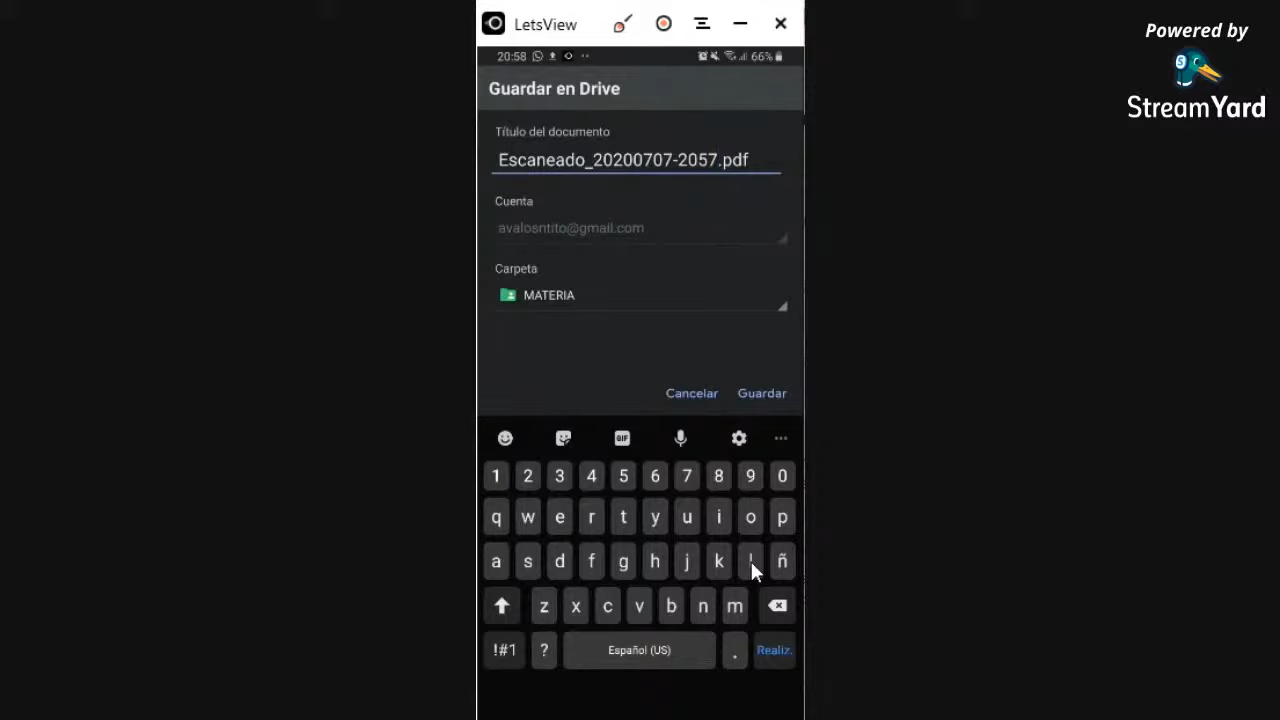 LetsView
Powered by
StreamYard
20:58 66%
Guardar en Drive
Título del documento
Escaneado_20200707-2057.pdf
Cuenta
avalosntito@gmail.com
Carpeta
MATERIA
Cancelar Guardar
GIF
1 2 3 4 5 6 7 8 9 0
q w e r t y u i o p
a s d f g h j k l ñ
z x c v b n m
!#1 ? Español (US) . Realiz.